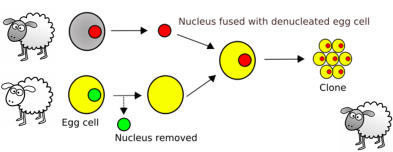 Nucleus fused with denucleated egg cell
Clone
Egg cell
Nucleus removed